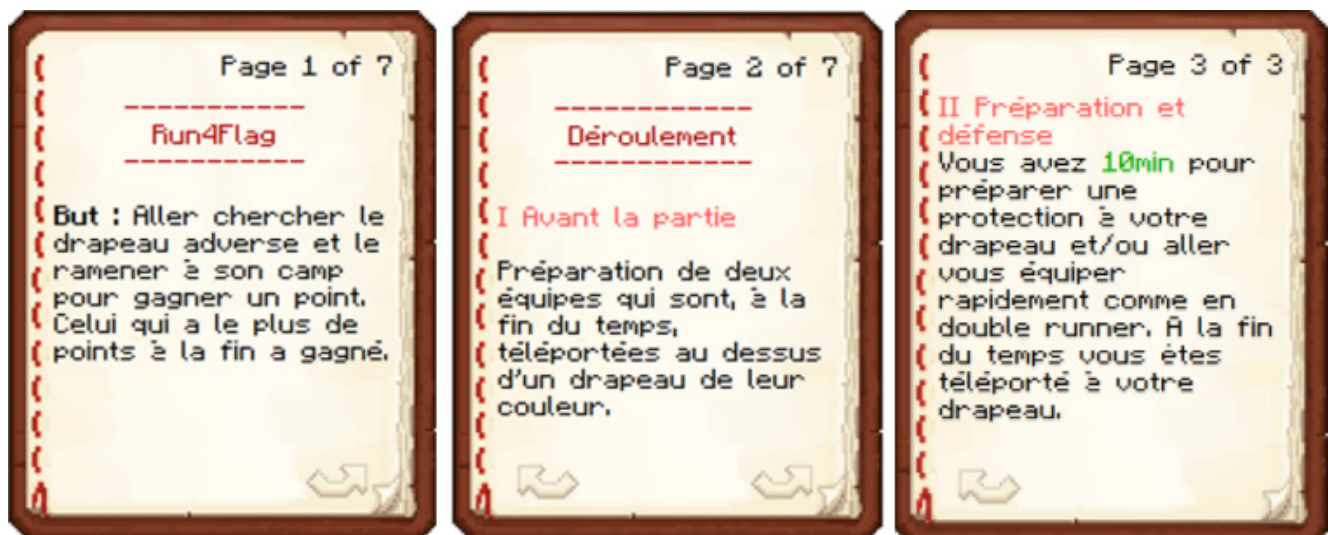 Page 1 of 7
-----------
Run4Flag
-----------
But : Aller chercher le
drapeau adverse et le
ramener à son camp
pour gagner un point.
Celui qui a le plus de
points à la fin a gagné.
Page 2 of 7
------------
Déroulement
------------
I Avant la partie
Préparation de deux
équipes qui sont, à la
fin du temps,
téléportées au dessus
d'un drapeau de leur
couleur.
Page 3 of 3
II Préparation et
défense
Vous avez 10min pour
préparer une
protection à votre
drapeau et/ou aller
vous équiper
rapidement comme en
double runner. A la fin
du temps vous êtes
téléporté à votre
drapeau.